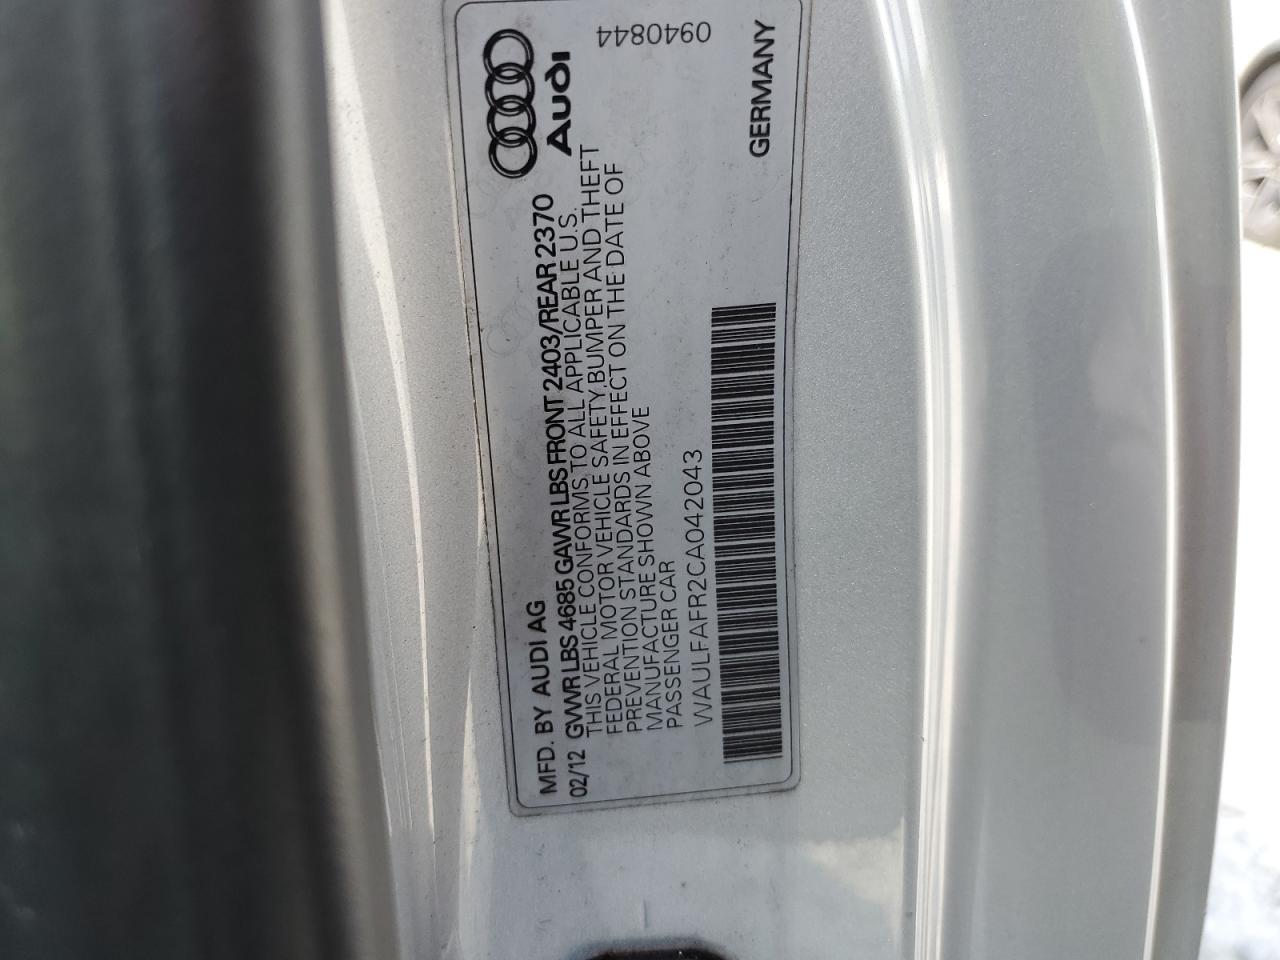 MFD. BY AUDI AG
02/12 GVWR LBS 4685 GAWR LBS FRONT 2403/REAR 2370
THIS VEHICLE CONFORMS TO ALL APPLICABLE U.S.
FEDERAL MOTOR VEHICLE SAFETY,BUMPER AND THEFT
PREVENTION STANDARDS IN EFFECT ON THE DATE OF
MANUFACTURE SHOWN ABOVE
PASSENGER CAR
WAULFAFR2CA042043
Audi
0940844
GERMANY